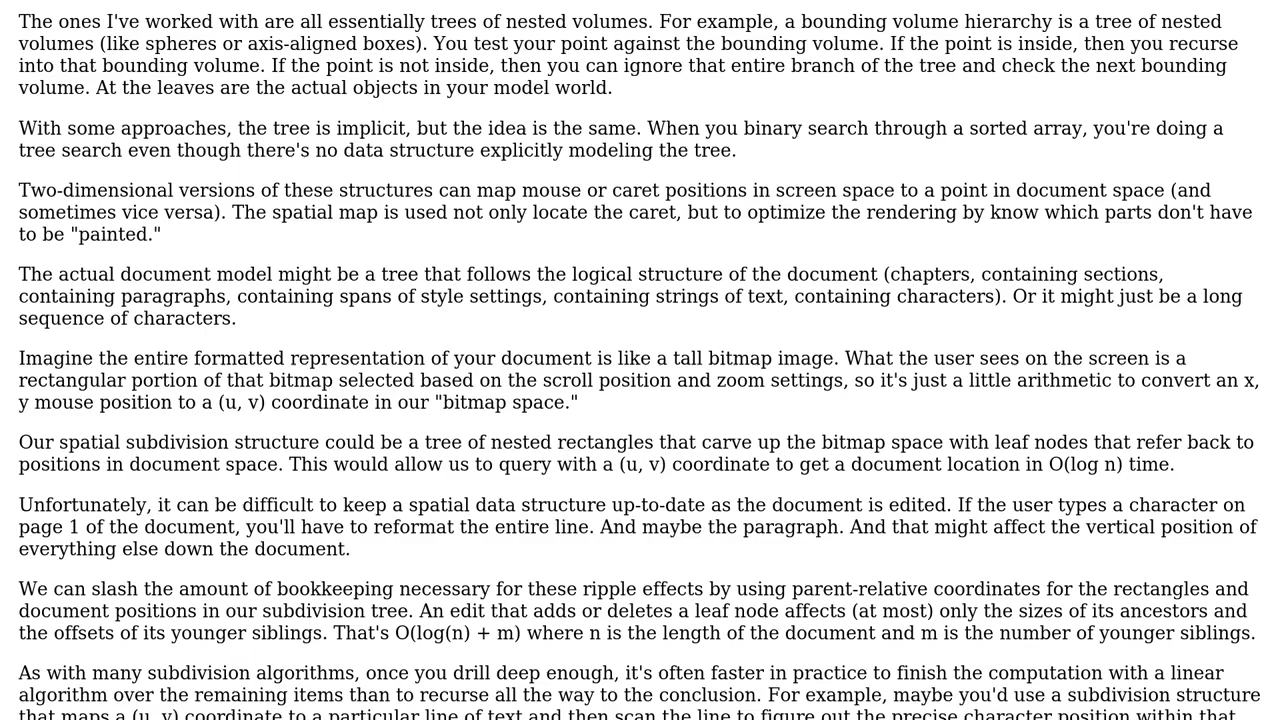 The ones I've worked with are all essentially trees of nested volumes. For example, a bounding volume hierarchy is a tree of nested
volumes (like spheres or axis-aligned boxes). You test your point against the bounding volume. If the point is inside, then you recurse
into that bounding volume. If the point is not inside, then you can ignore that entire branch of the tree and check the next bounding
volume. At the leaves are the actual objects in your model world.
With some approaches, the tree is implicit, but the idea is the same. When you binary search through a sorted array, you're doing a
tree search even though there's no data structure explicitly modeling the tree.
Two-dimensional versions of these structures can map mouse or caret positions in screen space to a point in document space (and
sometimes vice versa). The spatial map is used not only locate the caret, but to optimize the rendering by know which parts don't have
to be "painted."
The actual document model might be a tree that follows the logical structure of the document (chapters, containing sections,
containing paragraphs, containing spans of style settings, containing strings of text, containing characters). Or it might just be a long
sequence of characters.
Imagine the entire formatted representation of your document is like a tall bitmap image. What the user sees on the screen is a
rectangular portion of that bitmap selected based on the scroll position and zoom settings, so it's just a little arithmetic to convert an x,
y mouse position to a (u, v) coordinate in our "bitmap space."
Our spatial subdivision structure could be a tree of nested rectangles that carve up the bitmap space with leaf nodes that refer back to
positions in document space. This would allow us to query with a (u, v) coordinate to get a document location in O(log n) time.
Unfortunately, it can be difficult to keep a spatial data structure up-to-date as the document is edited. If the user types a character on
page 1 of the document, you'll have to reformat the entire line. And maybe the paragraph. And that might affect the vertical position of
everything else down the document.
We can slash the amount of bookkeeping necessary for these ripple effects by using parent-relative coordinates for the rectangles and
document positions in our subdivision tree. An edit that adds or deletes a leaf node affects (at most) only the sizes of its ancestors and
the offsets of its younger siblings. That's O(log(n) + m) where n is the length of the document and m is the number of younger siblings.
As with many subdivision algorithms, once you drill deep enough, it's often faster in practice to finish the computation with a linear
algorithm over the remaining items than to recurse all the way to the conclusion. For example, maybe you'd use a subdivision structure
that maps a (u, v) coordinate to a particular line of text and then scan the line to figure out the precise character position within that